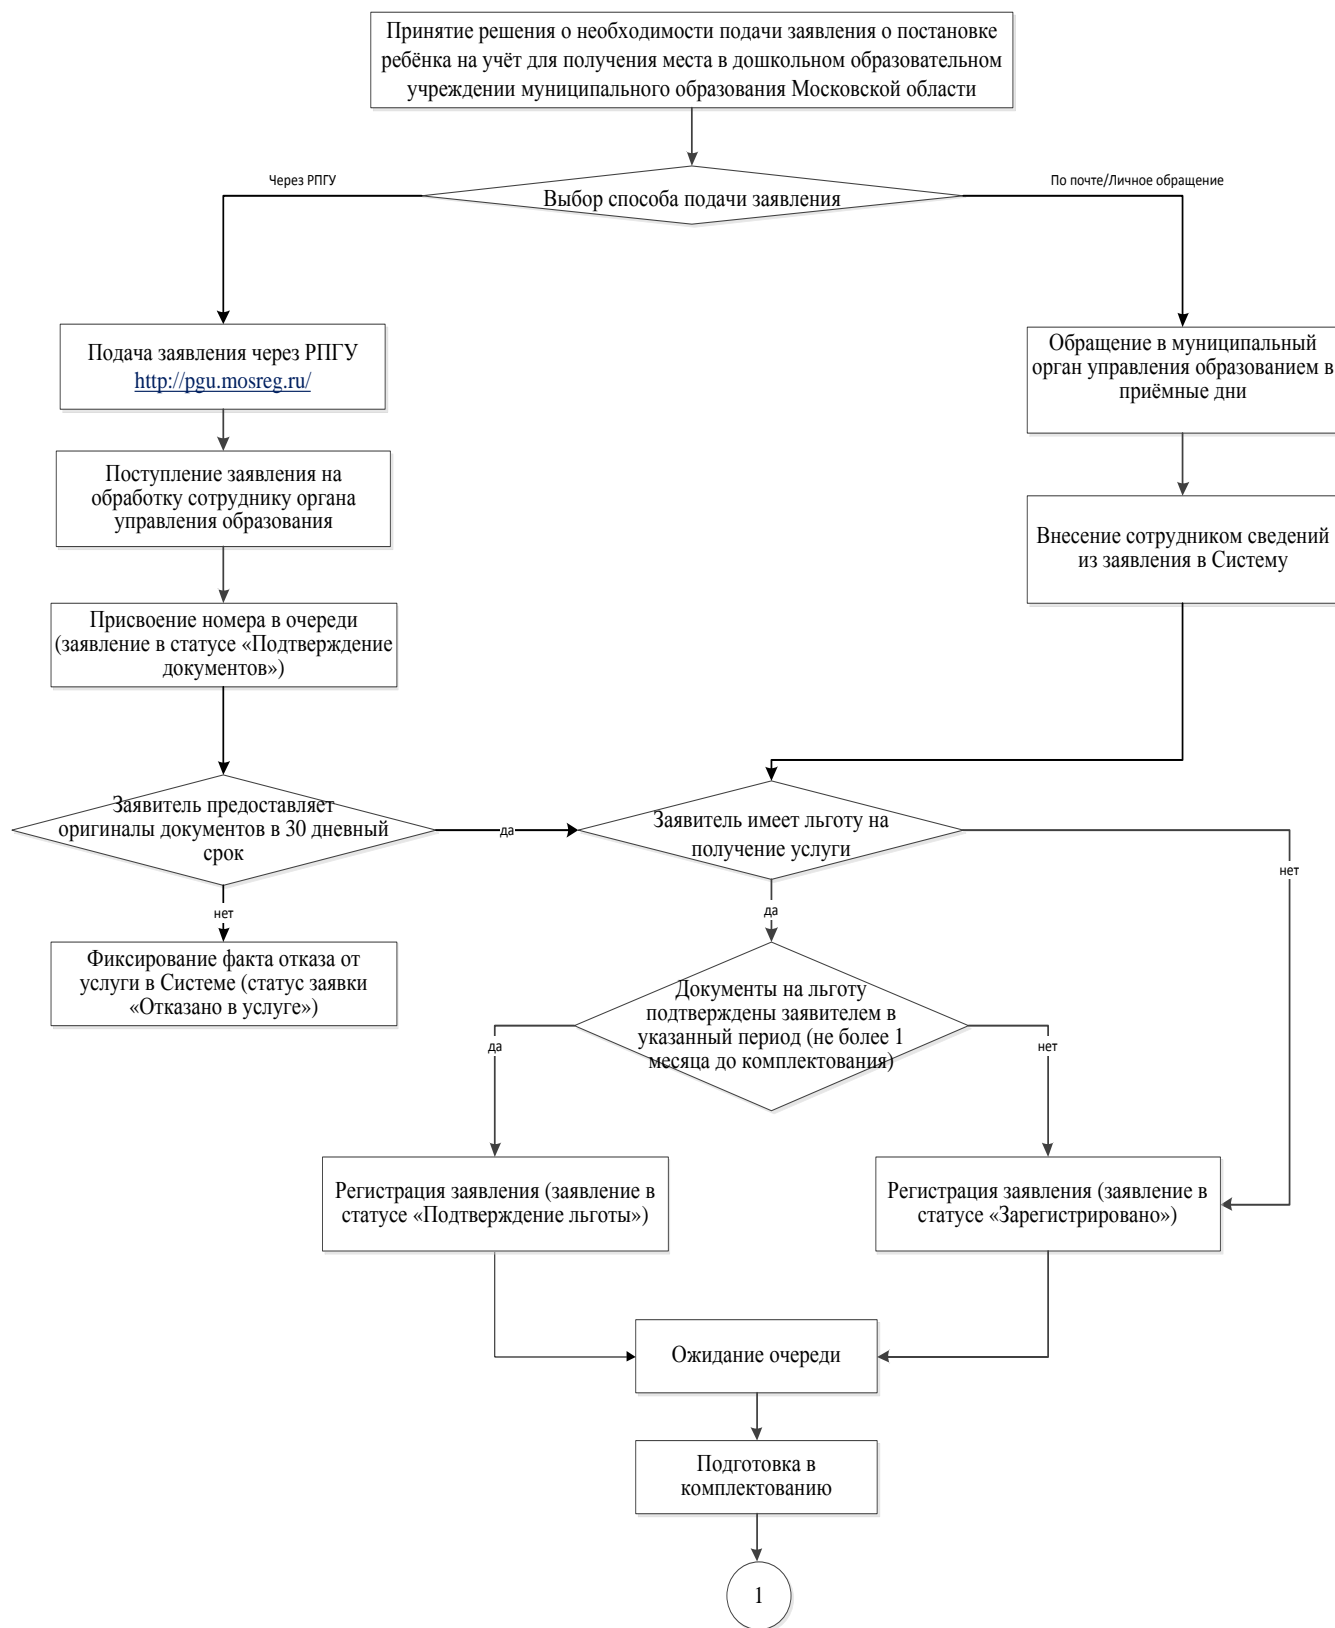 Принятие решения о необходимости подачи заявления о постановке
ребёнка на учёт для получения места в дошкольном образовательном
учреждении муниципального образования Московской области
Через РПГУ
По почте/Личное обращение
Выбор способа подачи заявления
Подача заявления через РПГУ
http://pgu.mosreg.ru/
Обращение в муниципальный
орган управления образованием в
приёмные дни
Поступление заявления на
обработку сотруднику органа
управления образования
Внесение сотрудником сведений
из заявления в Систему
Присвоение номера в очереди
(заявление в статусе «Подтверждение
документов»)
Заявитель предоставляет
оригиналы документов в 30 дневный
срок
да
Заявитель имеет льготу на
получение услуги
нет
нет
да
Фиксирование факта отказа от
услуги в Системе (статус заявки
«Отказано в услуге»)
Документы на льготу
подтверждены заявителем в
указанный период (не более 1
месяца до комплектования)
да
нет
Регистрация заявления (заявление в
статусе «Подтверждение льготы»)
Регистрация заявления (заявление в
статусе «Зарегистрировано»)
Ожидание очереди
Подготовка в
комплектованию
1